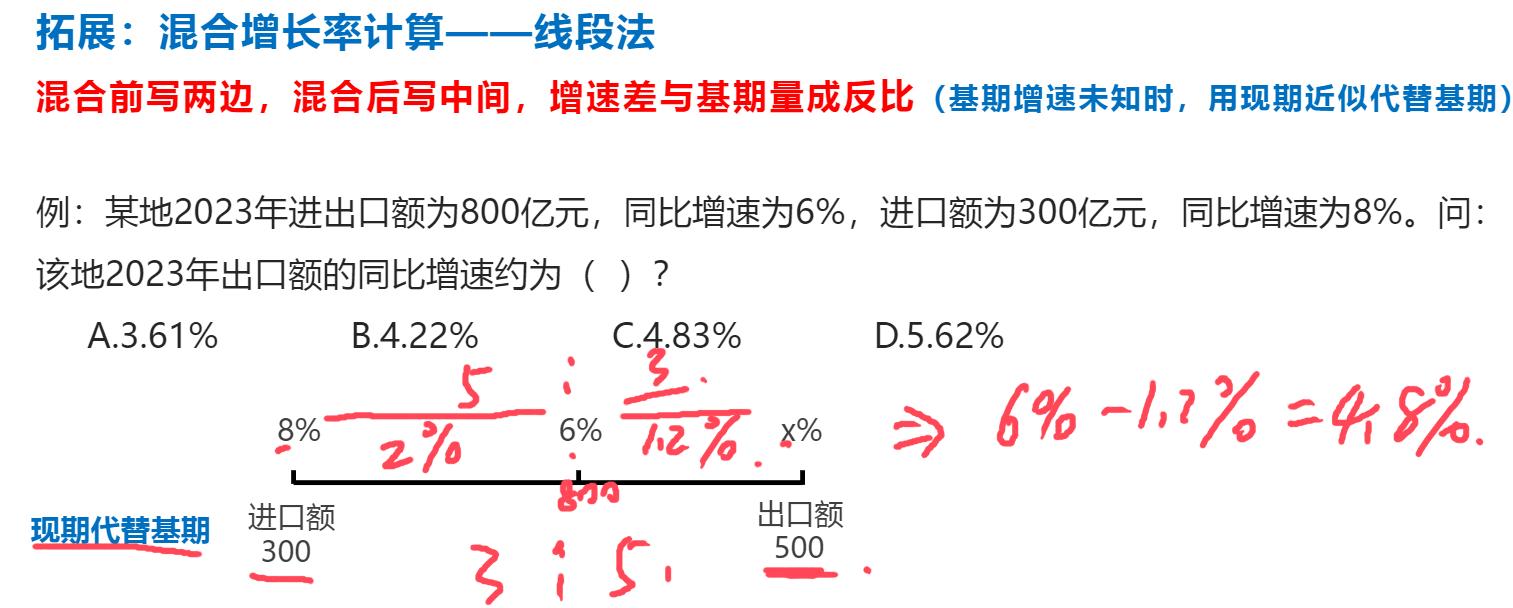 拓展：混合增长率计算——线段法
混合前写两边，混合后写中间，增速差与基期量成反比（基期增速未知时，用现期近似代替基期）
例：某地2023年进出口额为800亿元，同比增速为6%，进口额为300亿元，同比增速为8%。问：
该地2023年出口额的同比增速约为（  ）？
A.3.61% B.4.22% C.4.83% D.5.62%
5 : 3
8% 6% x%
2% 1.2%
⇒ 6% - 1.2% = 4.8%.
800
现期代替基期
进口额 出口额
300 500
3 : 5